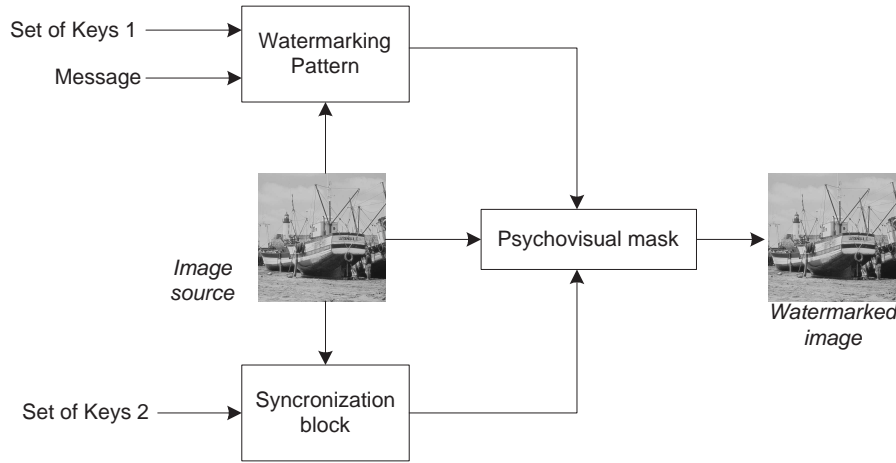 Set of Keys 1
Message
Watermarking
Pattern
Image
source
Psychovisual mask
Watermarked
image
Set of Keys 2
Syncronization
block